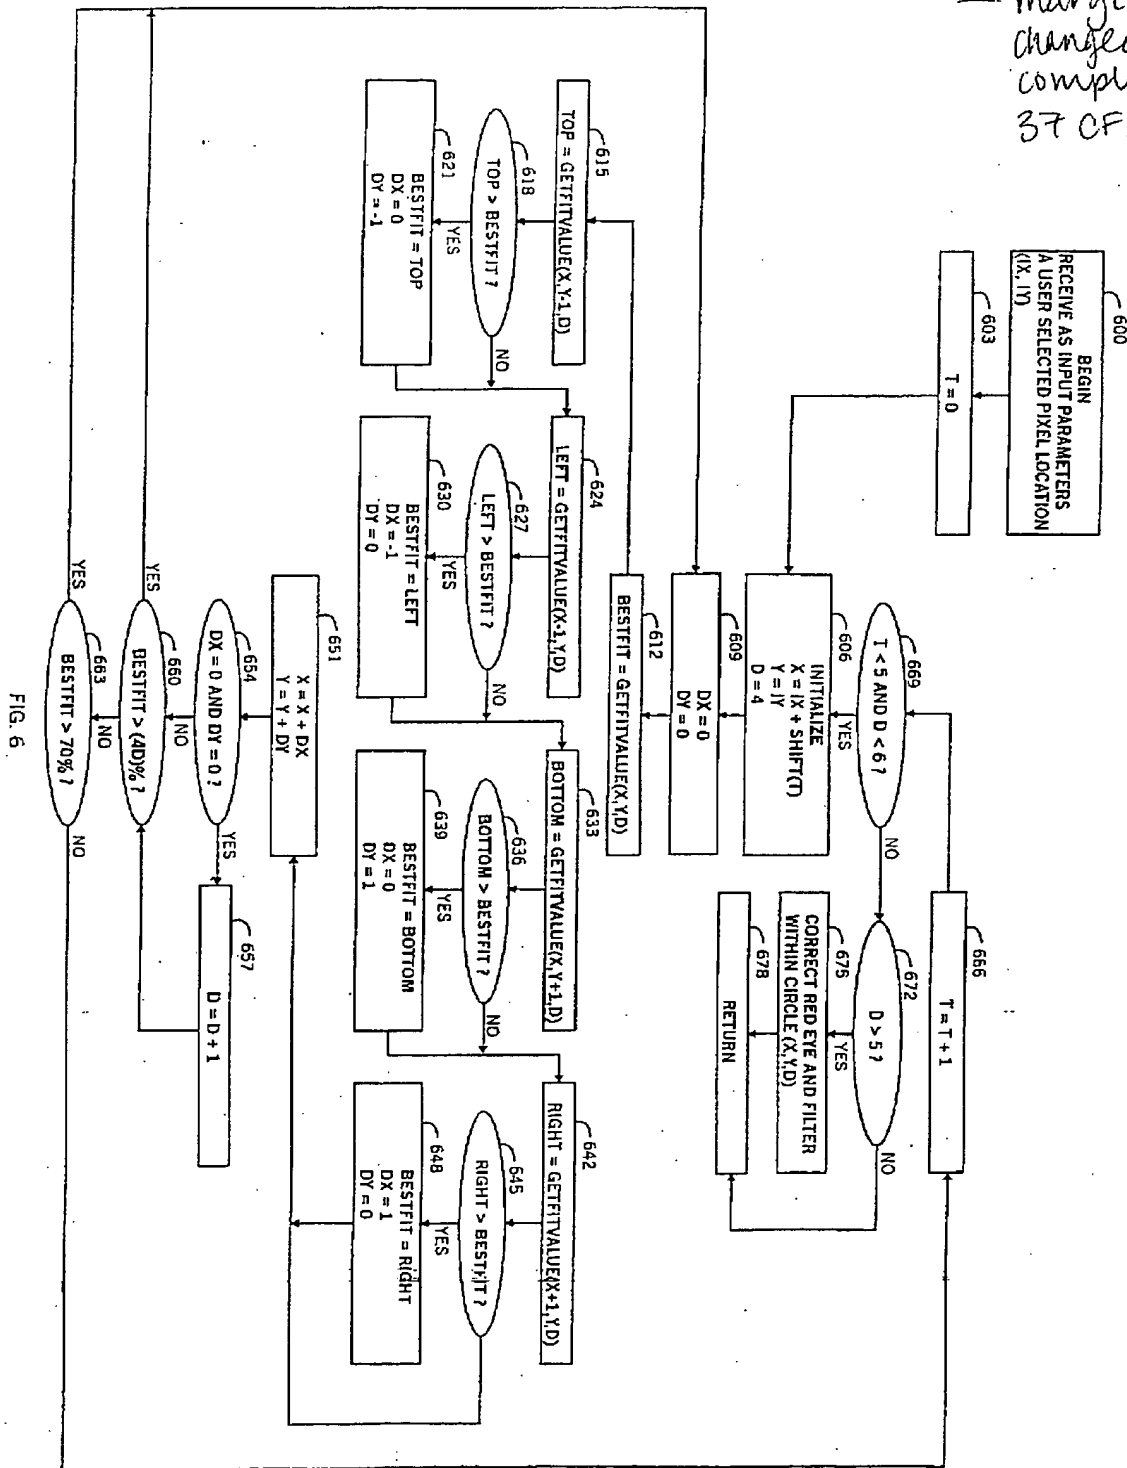 marg
changed
compl
37 CF
600
BEGIN
RECEIVE AS INPUT PARAMETERS
A USER SELECTED PIXEL LOCATION
(IX, IY)
603
T = 0
666
T = T + 1
669
T < 5 AND D < 6 ?
NO
YES
672
D > 5 ?
NO
YES
675
CORRECT RED EYE AND FILTER
WITHIN CIRCLE (X,Y,D)
678
RETURN
606
INITIALIZE
X = IX + SHIFT(T)
Y = IY
D = 4
609
DX = 0
DY = 0
612
BESTFIT = GETFITVALUE(X,Y,D)
615
TOP = GETFITVALUE(X,Y-1,D)
618
TOP > BESTFIT ?
NO
YES
621
BESTFIT = TOP
DX = 0
DY = -1
624
LEFT = GETFITVALUE(X-1,Y,D)
627
LEFT > BESTFIT ?
NO
YES
630
BESTFIT = LEFT
DX = -1
DY = 0
633
BOTTOM = GETFITVALUE(X,Y+1,D)
636
BOTTOM > BESTFIT ?
NO
YES
639
BESTFIT = BOTTOM
DX = 0
DY = 1
642
RIGHT = GETFITVALUE(X+1,Y,D)
645
RIGHT > BESTFIT ?
YES
648
BESTFIT = RIGHT
DX = 1
DY = 0
651
X = X + DX
Y = Y + DY
654
DX = 0 AND DY = 0 ?
YES
NO
657
D = D + 1
660
BESTFIT > (4D)% ?
YES
NO
663
BESTFIT > 70% ?
YES
NO
FIG. 6